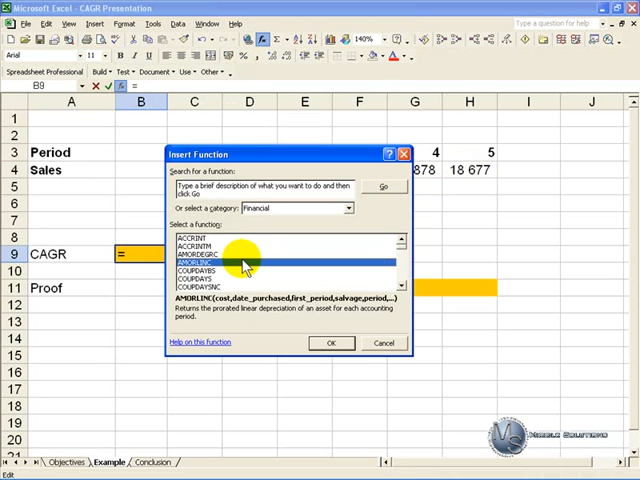 Microsoft Excel - CAGR Presentation
File Edit View Insert Format Tools Data Window Help
Type a question for help
140%
Spreadsheet Professional Build Test Document Use Other
Arial 11 B I U
B9 =
A B C D E F G H I J
1
2
3 Period 4 5
4 Sales 878 18 677
5
6
7
8
9 CAGR =
10
11 Proof
12
13
14
15
16
17
18
19
20
21
Insert Function
Search for a function:
Type a brief description of what you want to do and then
click Go
Go
Or select a category: Financial
Select a function:
ACCRINT
ACCRINTM
AMORDEGRC
AMORLINC
COUPDAYBS
COUPDAYS
COUPDAYSNC
AMORLINC(cost,date_purchased,first_period,salvage,period,...)
Returns the prorated linear depreciation of an asset for each accounting
period.
Help on this function
OK Cancel
Objectives Example Conclusion
Edit